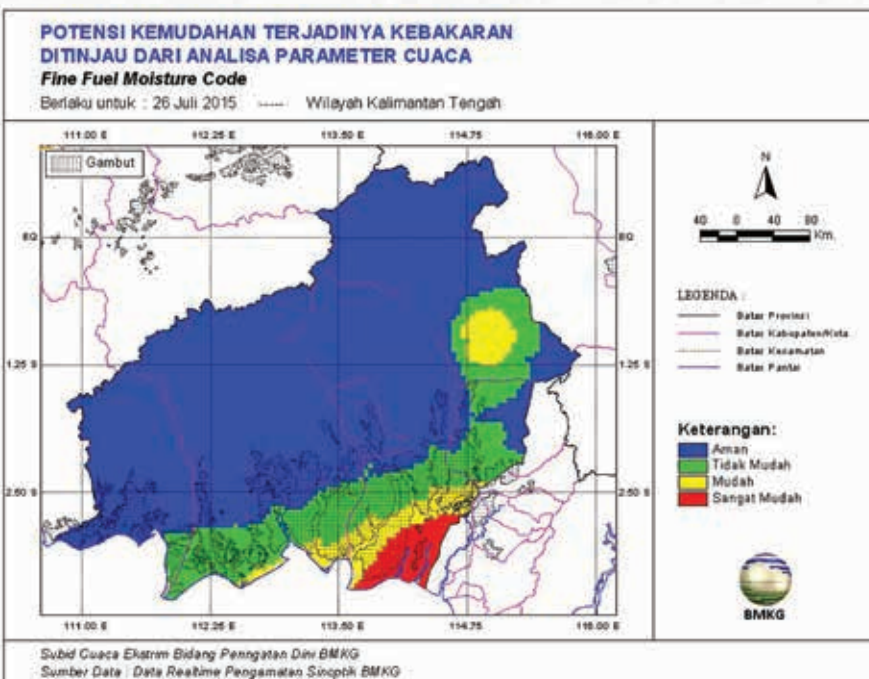 POTENSI KEMUDAHAN TERJADINYA KEBAKARAN
DITINJAU DARI ANALISA PARAMETER CUACA
Fine Fuel Moisture Code
Berlaku untuk : 26 Juli 2015 ----- Wilayah Kalimantan Tengah
111.00 E 112.25 E 113.50 E 114.75 E 116.00 E
Gambut
N
40 0 40 80
Km.
EQ EQ
LEGENDA :
Batas Provinsi
Batas Kabupaten/Kota
Batas Kecamatan
Batas Pantai
1.25 S 1.25 S
Keterangan:
Aman
Tidak Mudah
Mudah
Sangat Mudah
2.50 S 2.50 S
BMKG
111.00 E 112.25 E 113.50 E 114.75 E 116.00 E
Subid Cuaca Ekstrim Bidang Peringatan Dini BMKG
Sumber Data : Data Realtime Pengamatan Sinoptik BMKG